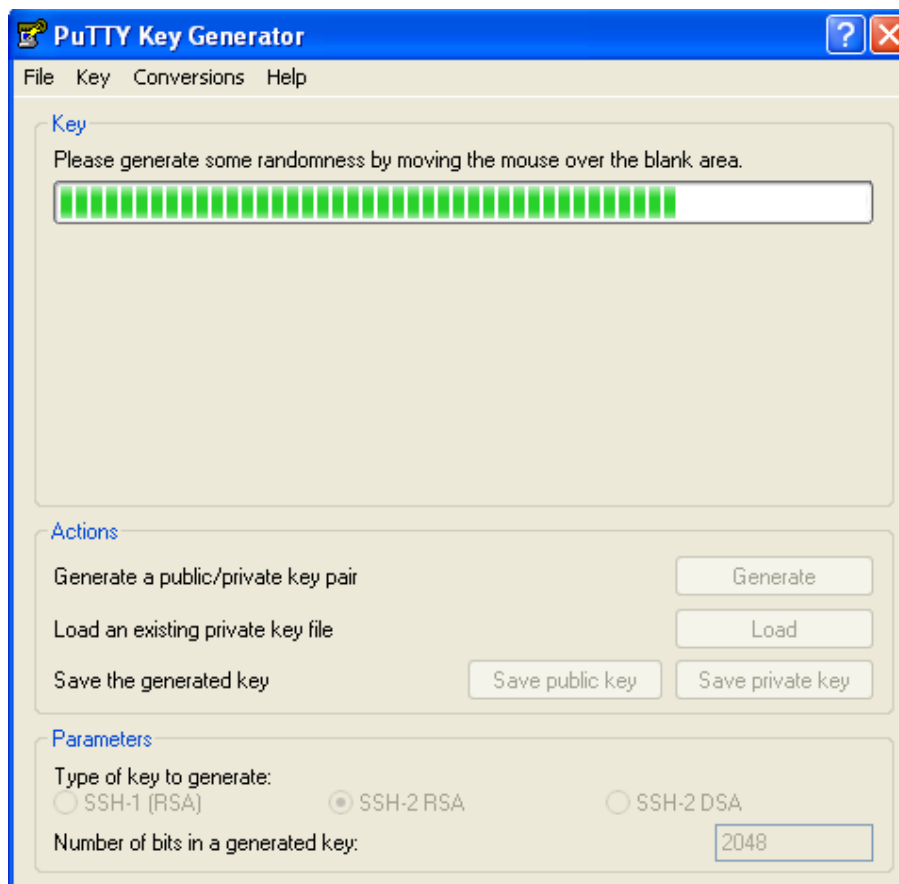 PuTTY Key Generator
File Key Conversions Help
Key
Please generate some randomness by moving the mouse over the blank area.
Actions
Generate a public/private key pair
Generate
Load an existing private key file
Load
Save the generated key
Save public key
Save private key
Parameters
Type of key to generate:
SSH-1 (RSA)
SSH-2 RSA
SSH-2 DSA
Number of bits in a generated key:
2048